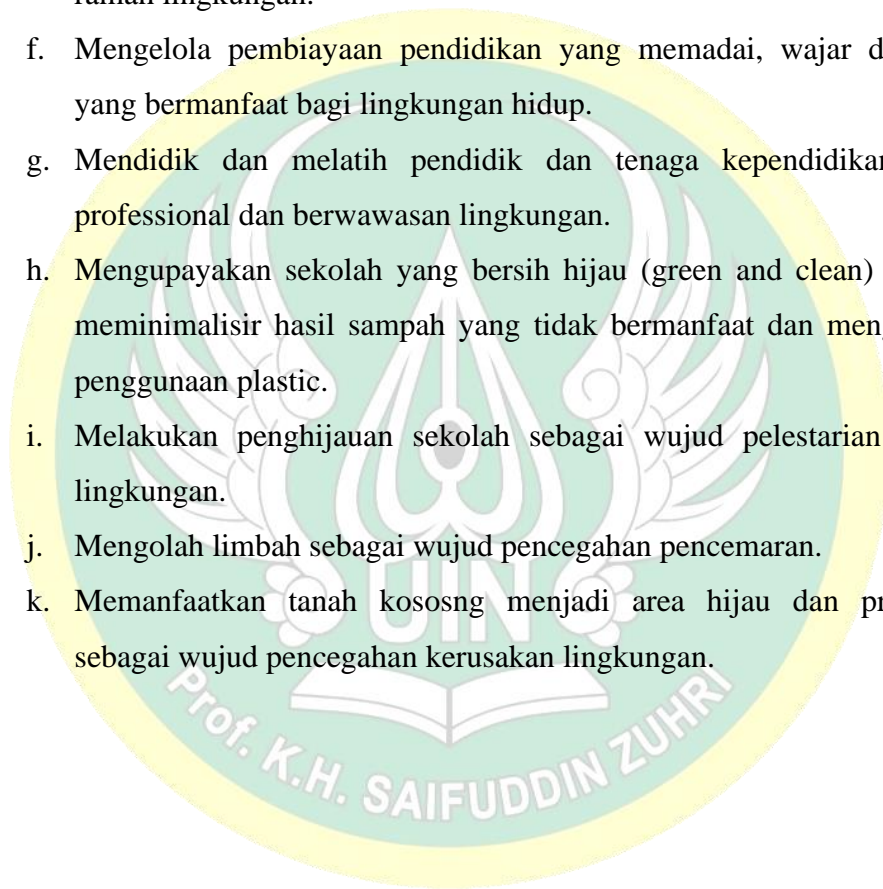 ramah lingkungan.
f. Mengelola pembiayaan pendidikan yang memadai, wajar d
yang bermanfaat bagi lingkungan hidup.
g. Mendidik dan melatih pendidik dan tenaga kependidikan
professional dan berwawasan lingkungan.
h. Mengupayakan sekolah yang bersih hijau (green and clean)
meminimalisir hasil sampah yang tidak bermanfaat dan meng
penggunaan plastic.
i. Melakukan penghijauan sekolah sebagai wujud pelestarian
lingkungan.
j. Mengolah limbah sebagai wujud pencegahan pencemaran.
k. Memanfaatkan tanah kososng menjadi area hijau dan pr
sebagai wujud pencegahan kerusakan lingkungan.
UIN
Prof. K.H. SAIFUDDIN ZUHRI